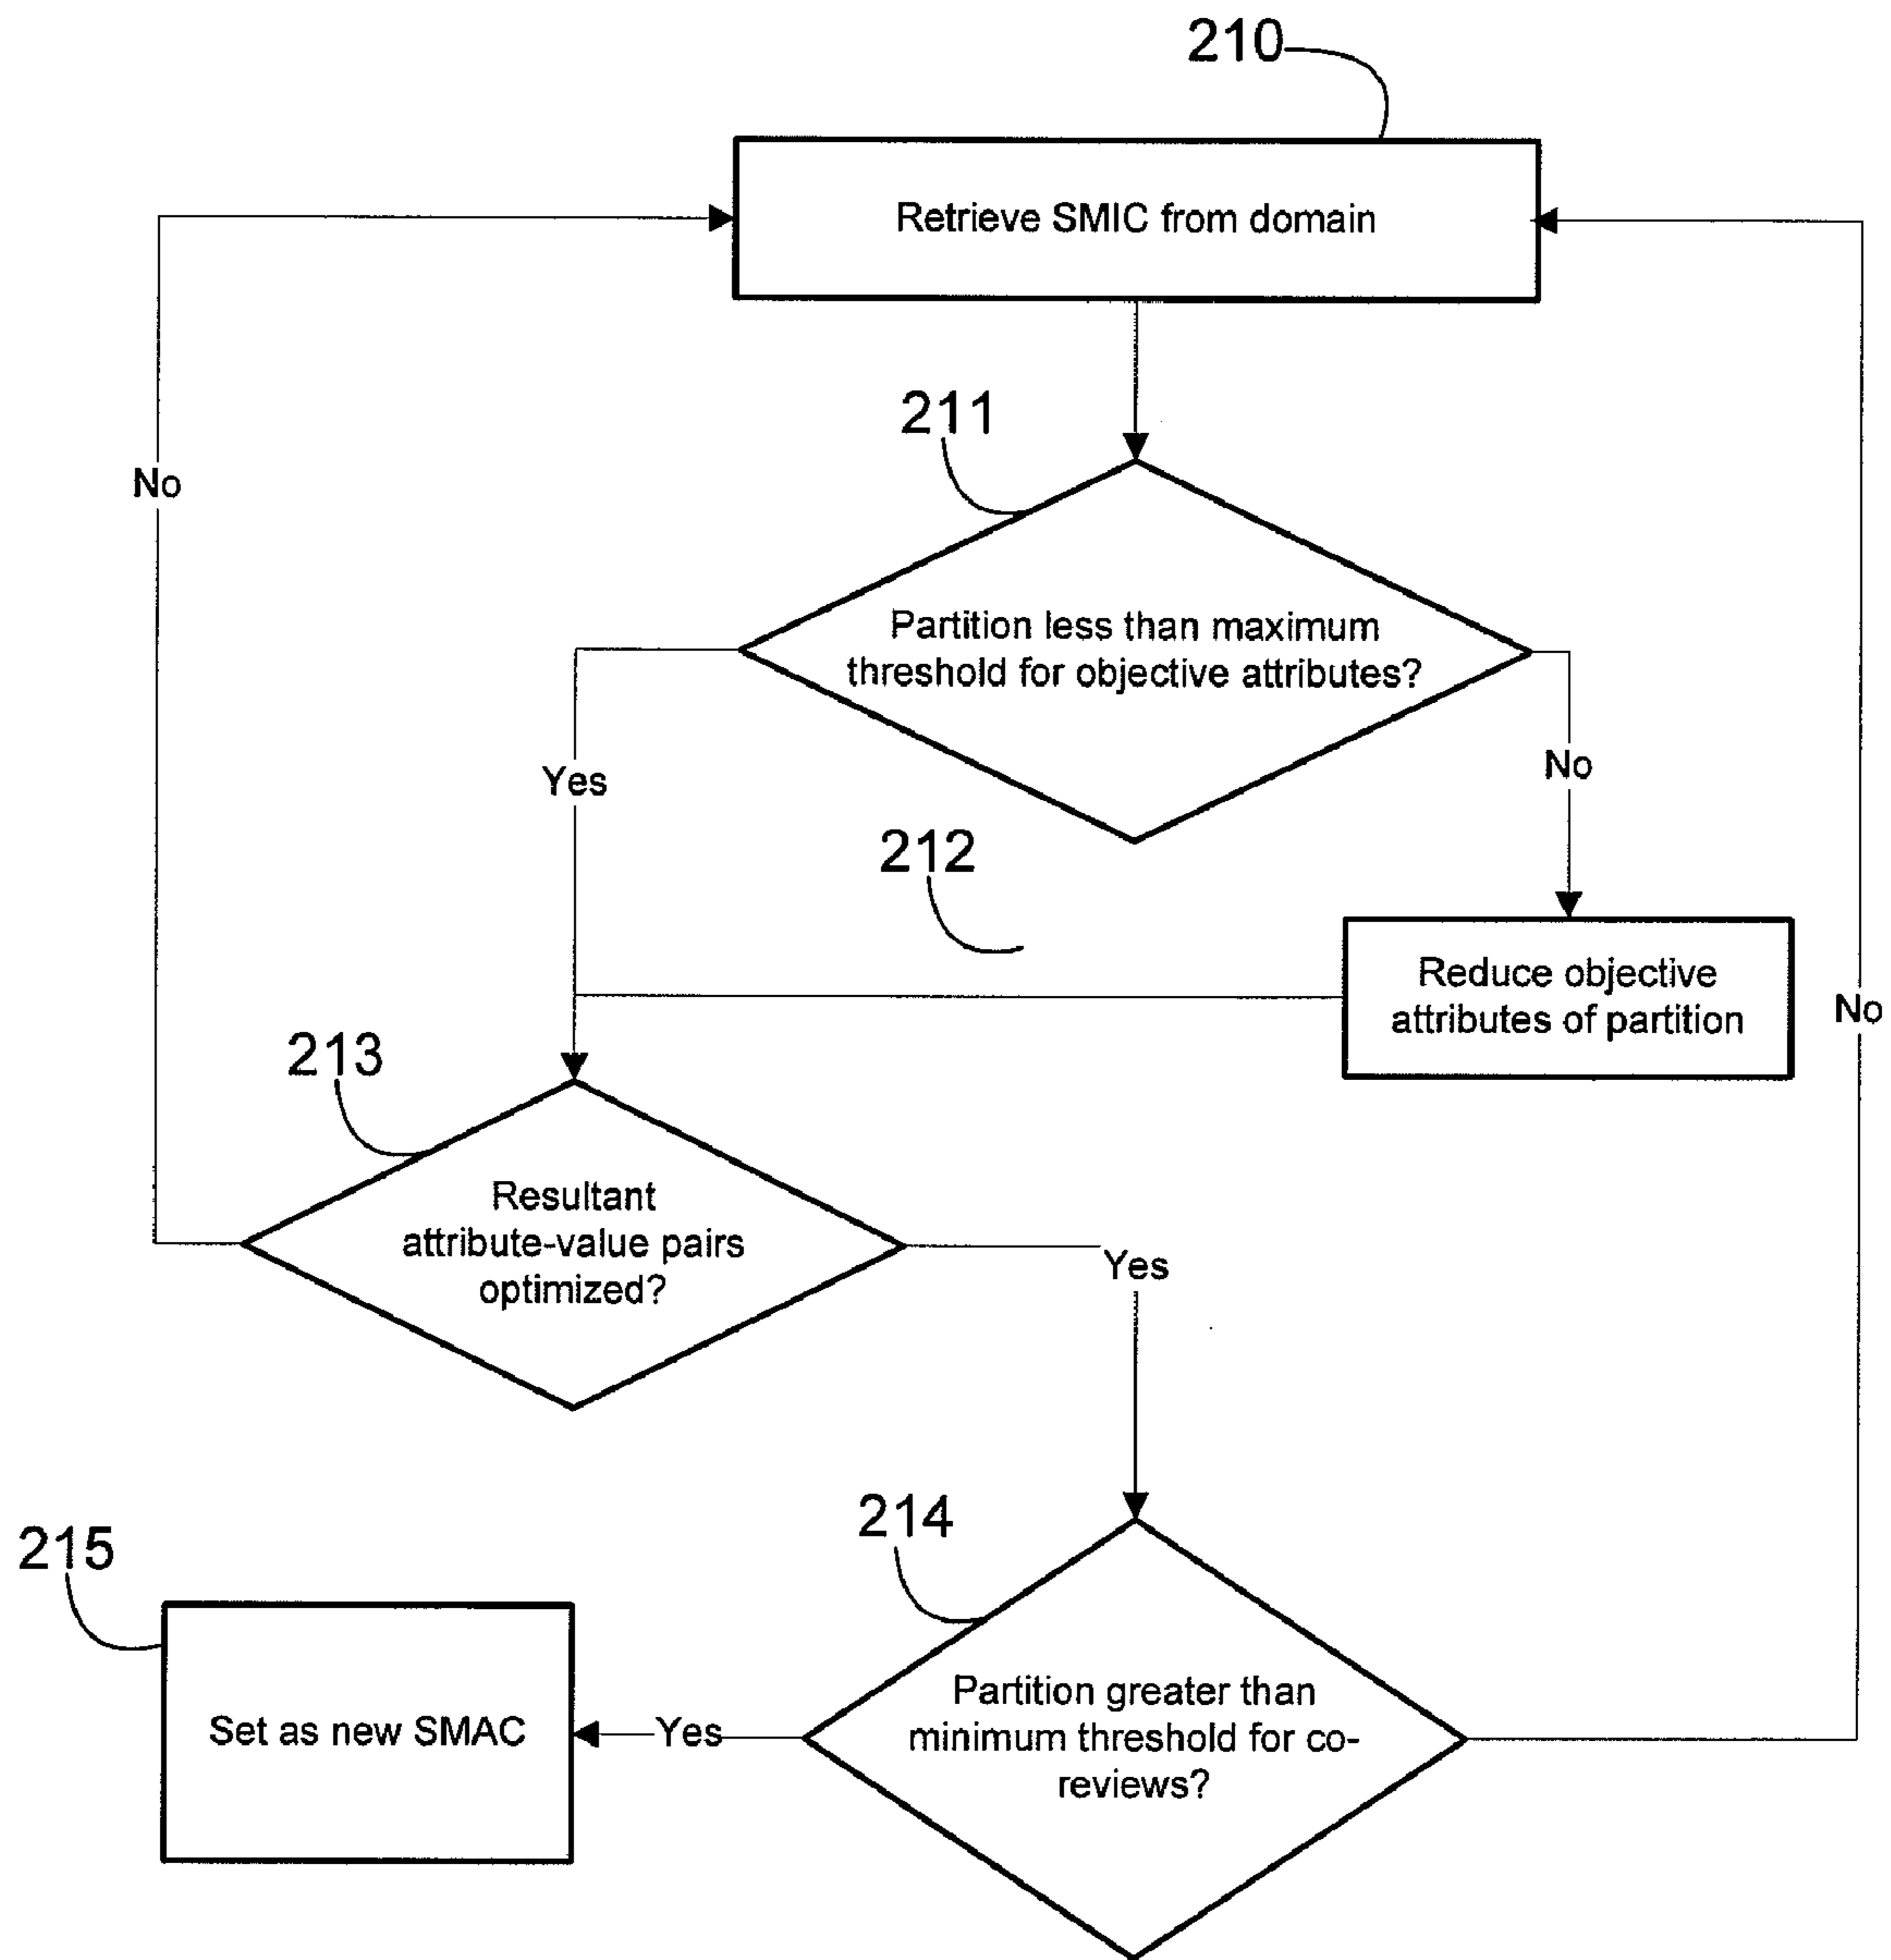 210
Retrieve SMIC from domain
211
No
Partition less than maximum
threshold for objective attributes?
Yes
No
212
Reduce objective
attributes of partition
No
213
Resultant
attribute-value pairs
optimized?
Yes
214
215
Partition greater than
minimum threshold for co-
reviews?
Set as new SMAC
Yes